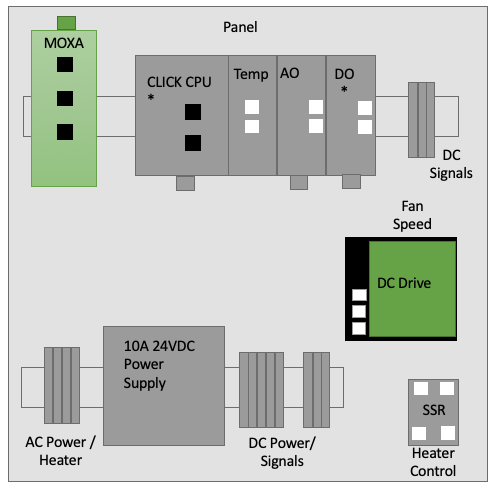 Panel
MOXA
CLICK CPU
*
Temp
AO
DO
*
DC
Signals
Fan
Speed
DC Drive
10A 24VDC
Power
Supply
AC Power /
Heater
DC Power/
Signals
SSR
Heater
Control